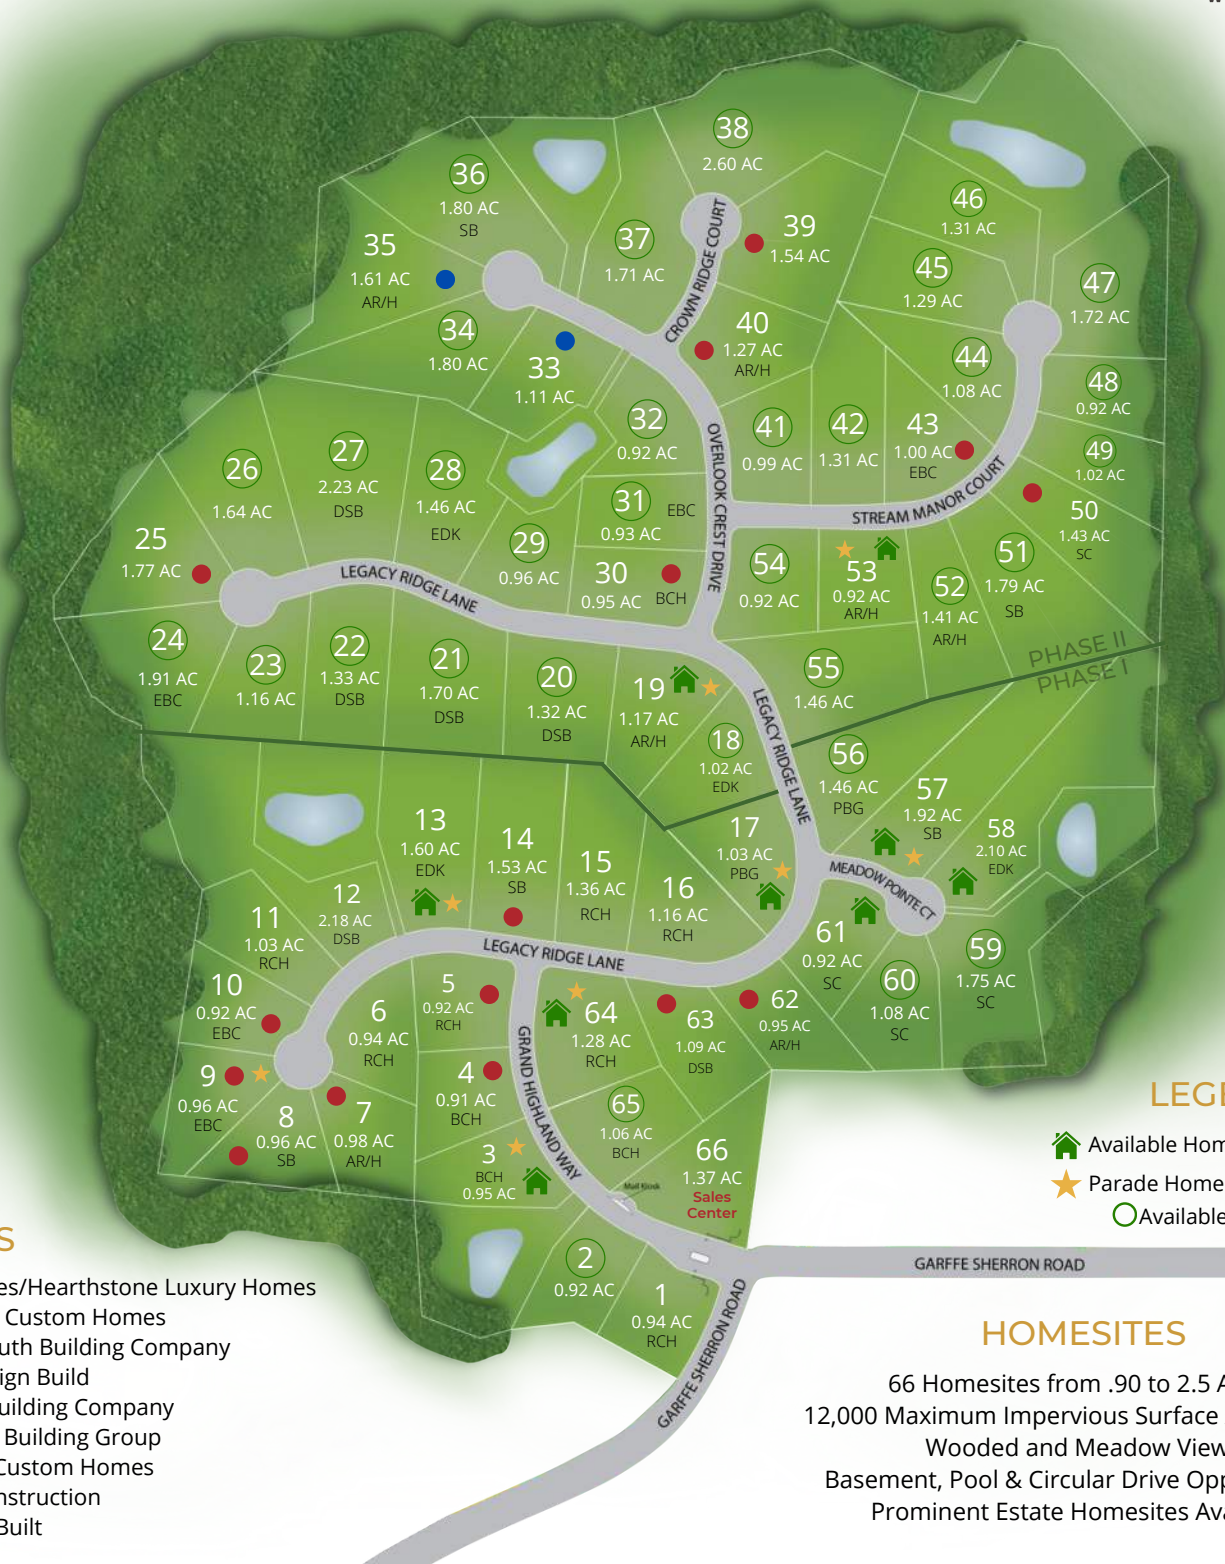 38
2.60 AC
36
1.80 AC
SB
35
1.61 AC
AR/H
37
1.71 AC
CROWN RIDGE COURT
39
1.54 AC
46
1.31 AC
45
1.29 AC
47
1.72 AC
34
1.80 AC
33
1.11 AC
40
1.27 AC
AR/H
44
1.08 AC
48
0.92 AC
32
0.92 AC
OVERLOOK CREST DRIVE
41
0.99 AC
42
1.31 AC
43
1.00 AC
EBC
49
1.02 AC
26
1.64 AC
27
2.23 AC
DSB
28
1.46 AC
EDK
31
EBC
0.93 AC
STREAM MANOR COURT
50
1.43 AC
SC
25
1.77 AC
29
0.96 AC
30
0.95 AC
BCH
54
0.92 AC
53
0.92 AC
AR/H
52
1.41 AC
AR/H
51
1.79 AC
SB
LEGACY RIDGE LANE
24
1.91 AC
EBC
23
1.16 AC
22
1.33 AC
DSB
21
1.70 AC
DSB
20
1.32 AC
DSB
19
1.17 AC
AR/H
18
1.02 AC
EDK
LEGACY RIDGE LANE
55
1.46 AC
PHASE II
PHASE I
56
1.46 AC
PBG
57
1.92 AC
SB
58
2.10 AC
EDK
13
1.60 AC
EDK
14
1.53 AC
SB
15
1.36 AC
RCH
16
1.16 AC
RCH
17
1.03 AC
PBG
MEADOW POINTE CT
12
2.18 AC
DSB
11
1.03 AC
RCH
10
0.92 AC
EBC
LEGACY RIDGE LANE
61
0.92 AC
SC
60
1.08 AC
SC
59
1.75 AC
SC
5
0.92 AC
RCH
6
0.94 AC
RCH
64
1.28 AC
RCH
63
1.09 AC
DSB
62
0.95 AC
AR/H
9
0.96 AC
EBC
8
0.96 AC
SB
7
0.98 AC
AR/H
4
0.91 AC
BCH
GRAND HIGHLAND WAY
65
1.06 AC
BCH
3
BCH
0.95 AC
66
1.37 AC
Sales
Center
Mail Kiosk
2
0.92 AC
1
0.94 AC
RCH
GARFFE SHERRON ROAD
GARFFE SHERRON ROAD
LEGE
Available Hom
Parade Home
Available
S
es/Hearthstone Luxury Homes
Custom Homes
uth Building Company
ign Build
uilding Company
Building Group
Custom Homes
nstruction
Built
HOMESITES
66 Homesites from .90 to 2.5 A
12,000 Maximum Impervious Surface
Wooded and Meadow View
Basement, Pool & Circular Drive Opp
Prominent Estate Homesites Ava